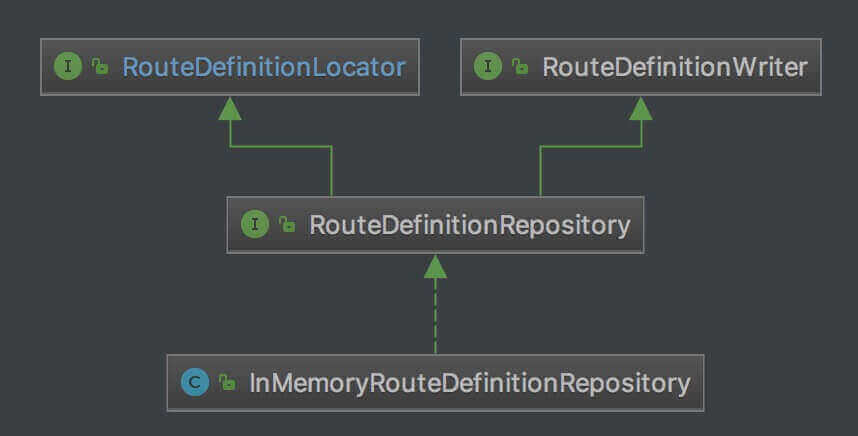 I RouteDefinitionLocator
I RouteDefinitionWriter
I RouteDefinitionRepository
C InMemoryRouteDefinitionRepository